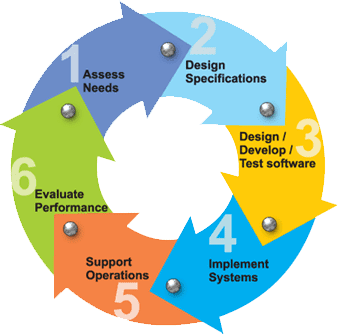 1
Assess
Needs
2
Design
Specifications
3
Design /
Develop /
Test software
4
Implement
Systems
5
Support
Operations
6
Evaluate
Performance